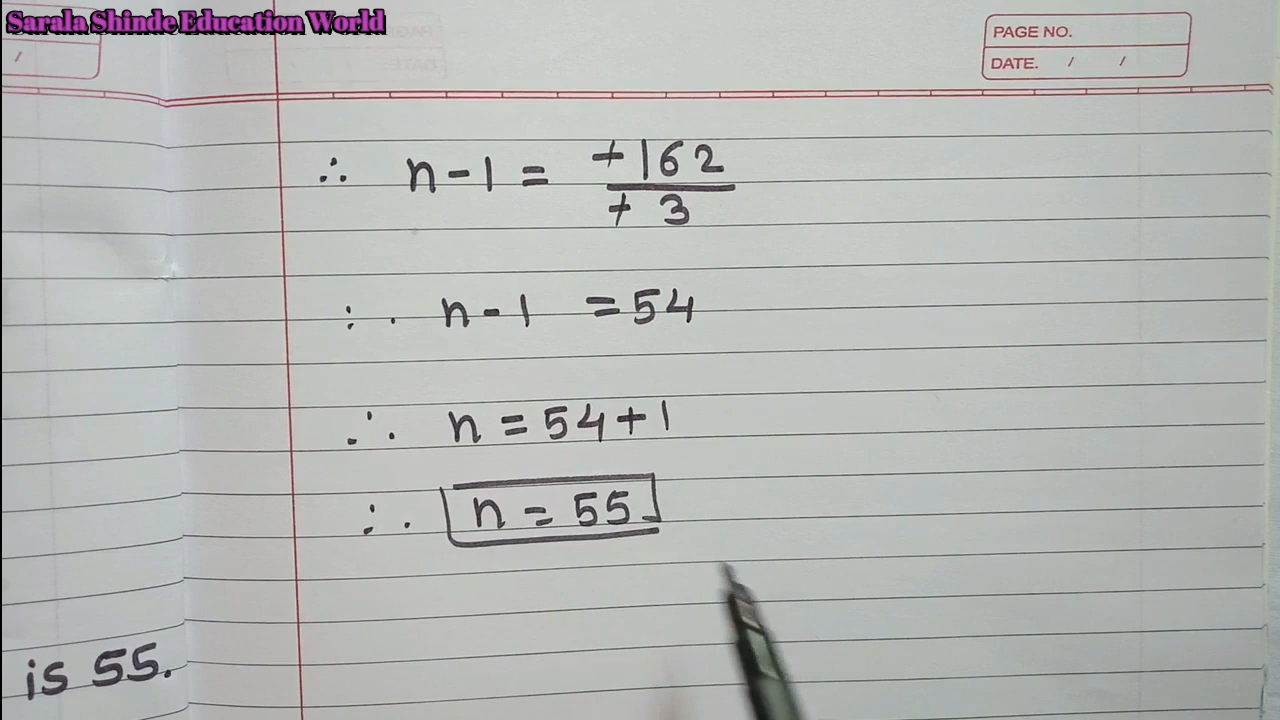 Sarala Shinde Education World
PAGE NO.
DATE. / /
/
∴ n - 1 = +162 / +3
∴ n - 1 = 54
∴ n = 54 + 1
∴ n = 55
is 55.